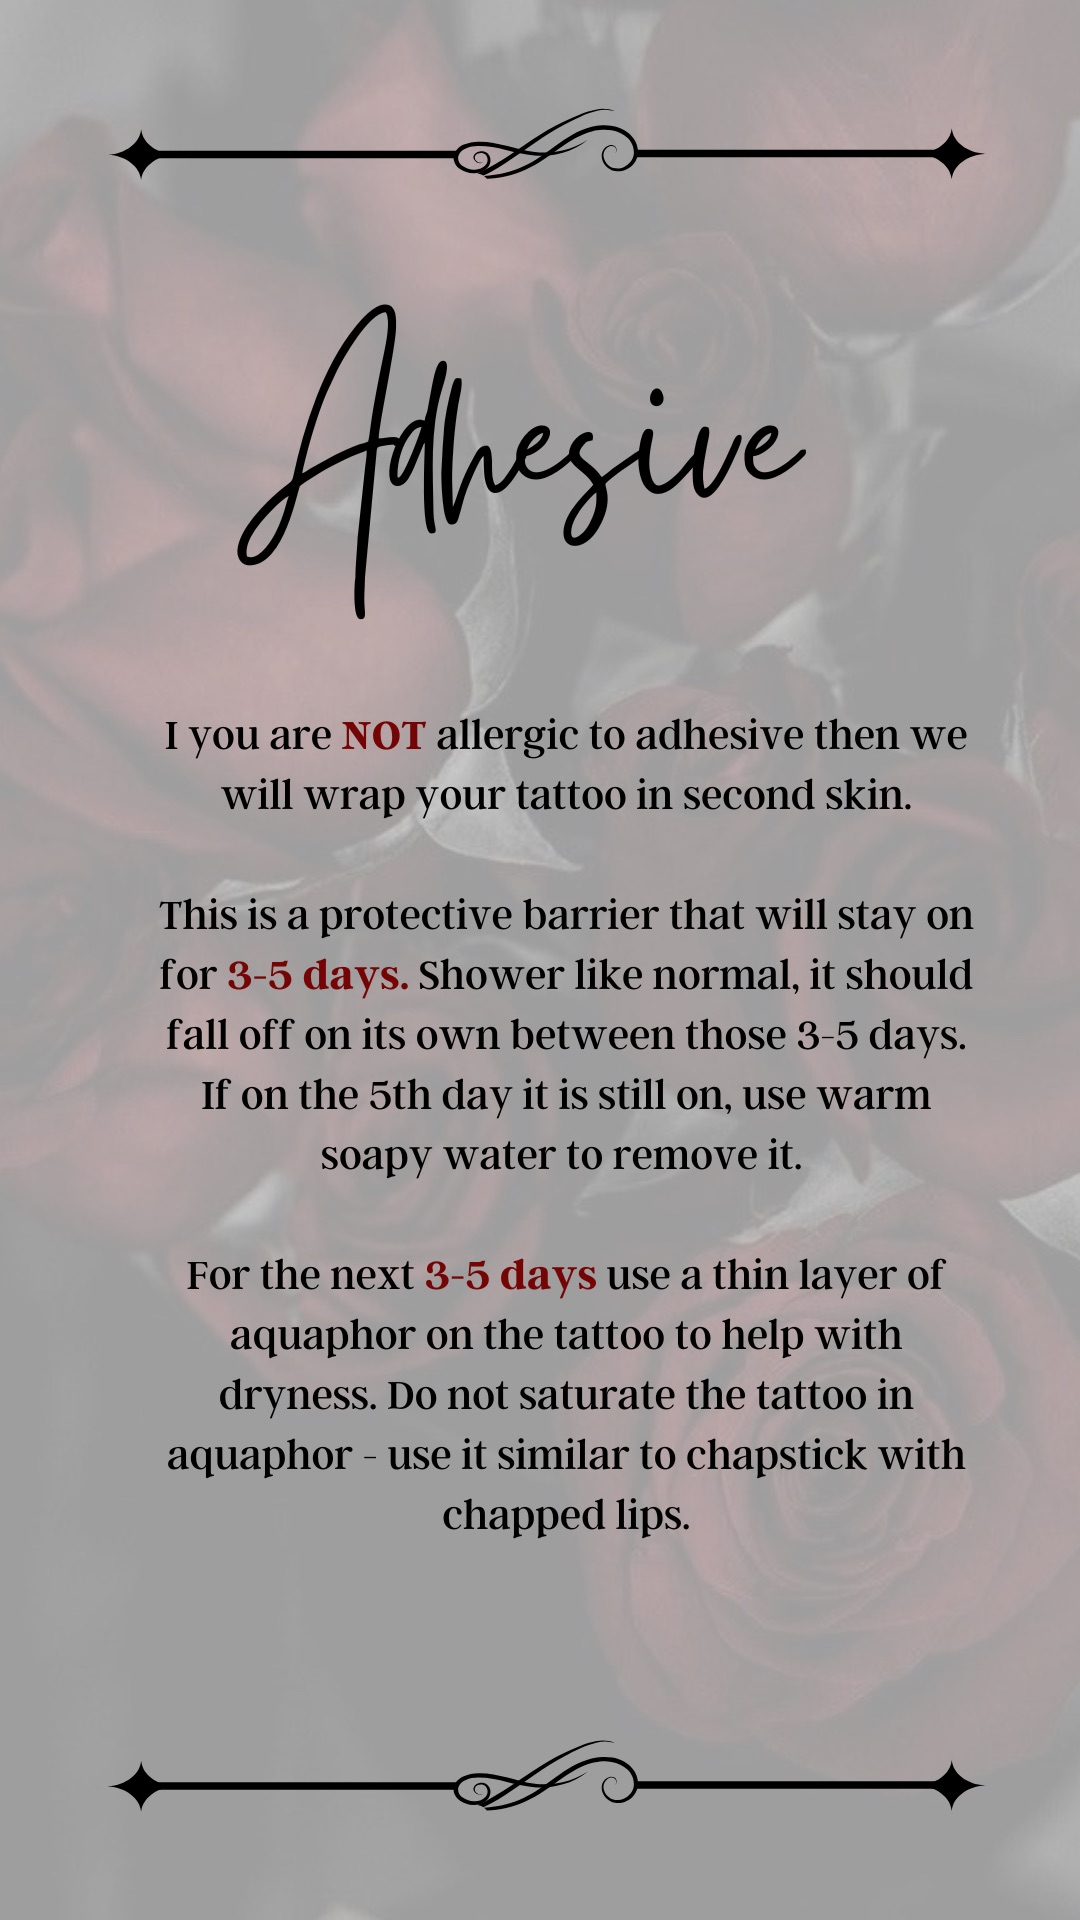 Adhesive
I you are NOT allergic to adhesive then we
will wrap your tattoo in second skin.
This is a protective barrier that will stay on
for 3-5 days. Shower like normal, it should
fall off on its own between those 3-5 days.
If on the 5th day it is still on, use warm
soapy water to remove it.
For the next 3-5 days use a thin layer of
aquaphor on the tattoo to help with
dryness. Do not saturate the tattoo in
aquaphor - use it similar to chapstick with
chapped lips.